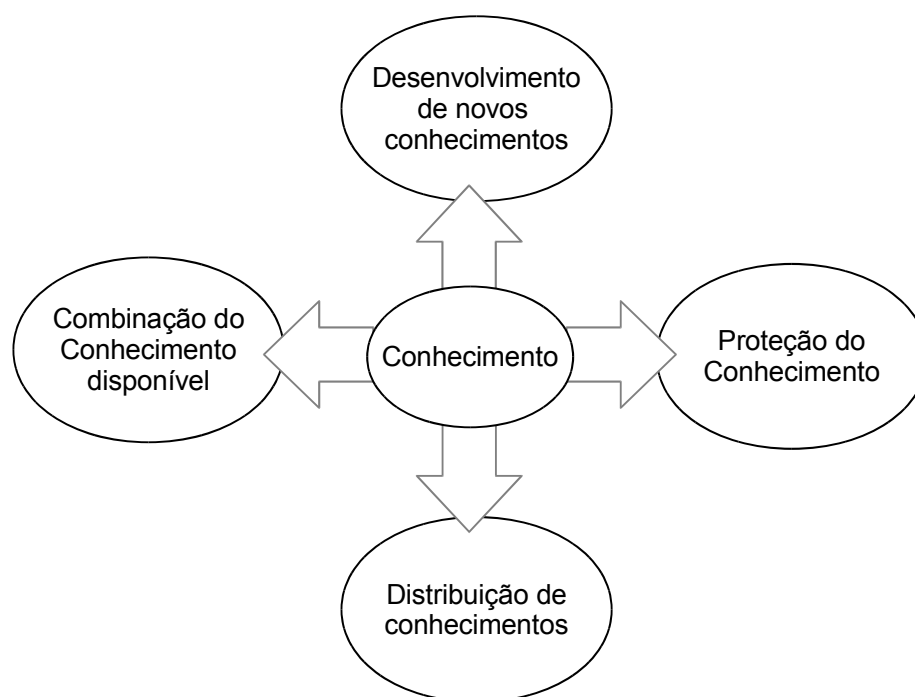 Desenvolvimento
de novos
conhecimentos
Combinação do
Conhecimento
disponível
Conhecimento
Proteção do
Conhecimento
Distribuição de
conhecimentos